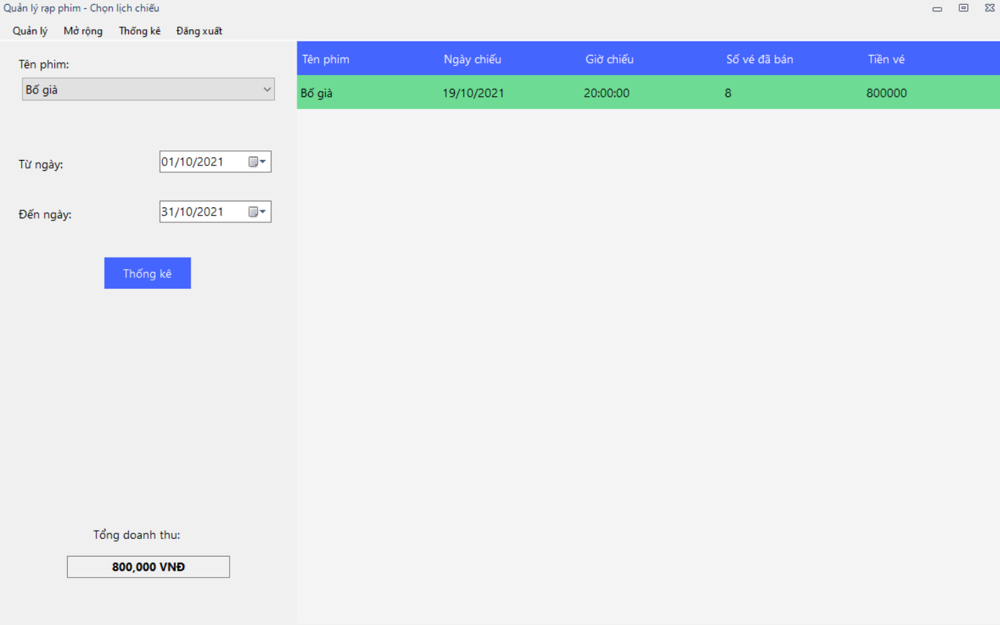 Quản lý rạp phim - Chọn lịch chiếu
Quản lý Mở rộng Thống kê Đăng xuất
Tên phim:
Bố già
Từ ngày:
01/10/2021
Đến ngày:
31/10/2021
Thống kê
Tổng doanh thu:
800,000 VNĐ
Tên phim Ngày chiếu Giờ chiếu Số vé đã bán Tiền vé
Bố già 19/10/2021 20:00:00 8 800000